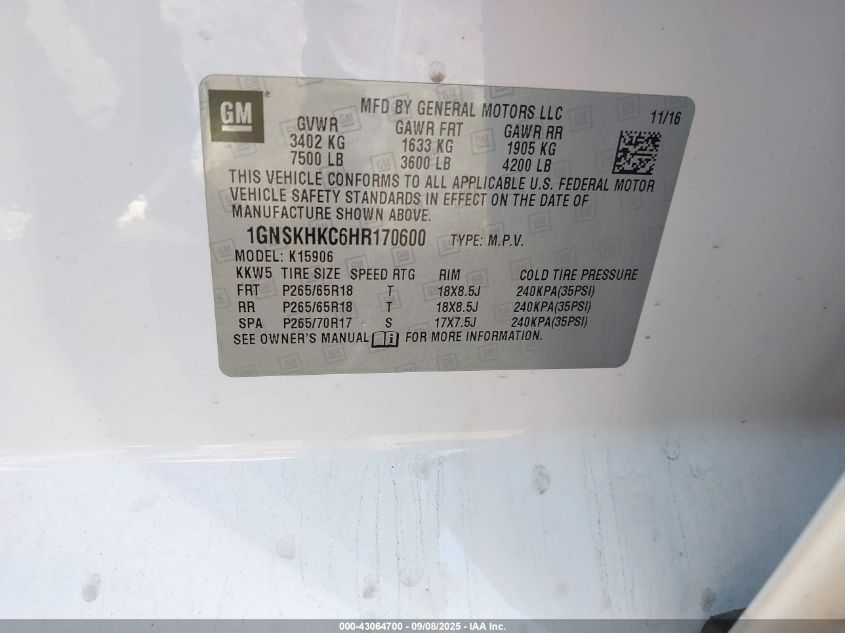 GM
MFD BY GENERAL MOTORS LLC 11/16
GVWR GAWR FRT GAWR RR
3402 KG 1633 KG 1905 KG
7500 LB 3600 LB 4200 LB
THIS VEHICLE CONFORMS TO ALL APPLICABLE U.S. FEDERAL MOTOR
VEHICLE SAFETY STANDARDS IN EFFECT ON THE DATE OF
MANUFACTURE SHOWN ABOVE.
1GNSKHKC6HR170600 TYPE: M.P.V.
MODEL: K15906
KKW5 TIRE SIZE SPEED RTG RIM COLD TIRE PRESSURE
FRT P265/65R18 T 18X8.5J 240KPA(35PSI)
RR P265/65R18 T 18X8.5J 240KPA(35PSI)
SPA P265/70R17 S 17X7.5J 240KPA(35PSI)
SEE OWNER'S MANUAL FOR MORE INFORMATION.
000-43064700 - 09/08/2025 - IAA Inc.